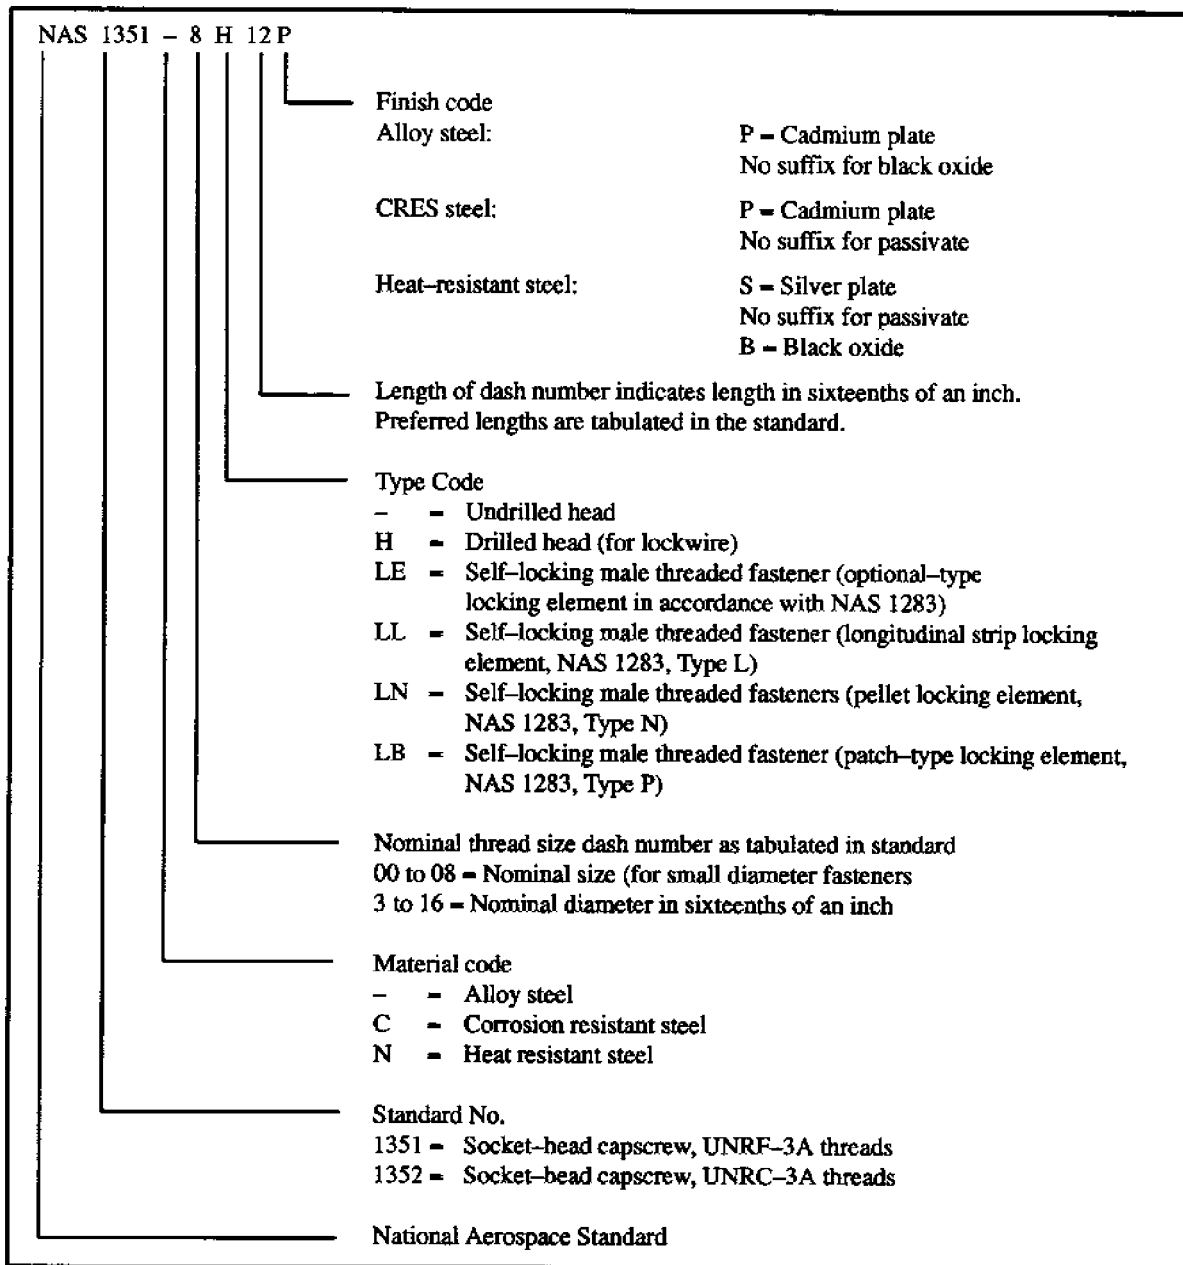 NAS 1351 – 8 H 12 P
Finish code
Alloy steel: P – Cadmium plate
No suffix for black oxide
CRES steel: P – Cadmium plate
No suffix for passivate
Heat–resistant steel: S – Silver plate
No suffix for passivate
B – Black oxide
Length of dash number indicates length in sixteenths of an inch.
Preferred lengths are tabulated in the standard.
Type Code
– – Undrilled head
H – Drilled head (for lockwire)
LE – Self–locking male threaded fastener (optional–type
locking element in accordance with NAS 1283)
LL – Self–locking male threaded fastener (longitudinal strip locking
element, NAS 1283, Type L)
LN – Self–locking male threaded fasteners (pellet locking element,
NAS 1283, Type N)
LB – Self–locking male threaded fastener (patch–type locking element,
NAS 1283, Type P)
Nominal thread size dash number as tabulated in standard
00 to 08 – Nominal size (for small diameter fasteners
3 to 16 – Nominal diameter in sixteenths of an inch
Material code
– – Alloy steel
C – Corrosion resistant steel
N – Heat resistant steel
Standard No.
1351 – Socket–head capscrew, UNRF–3A threads
1352 – Socket–head capscrew, UNRC–3A threads
National Aerospace Standard